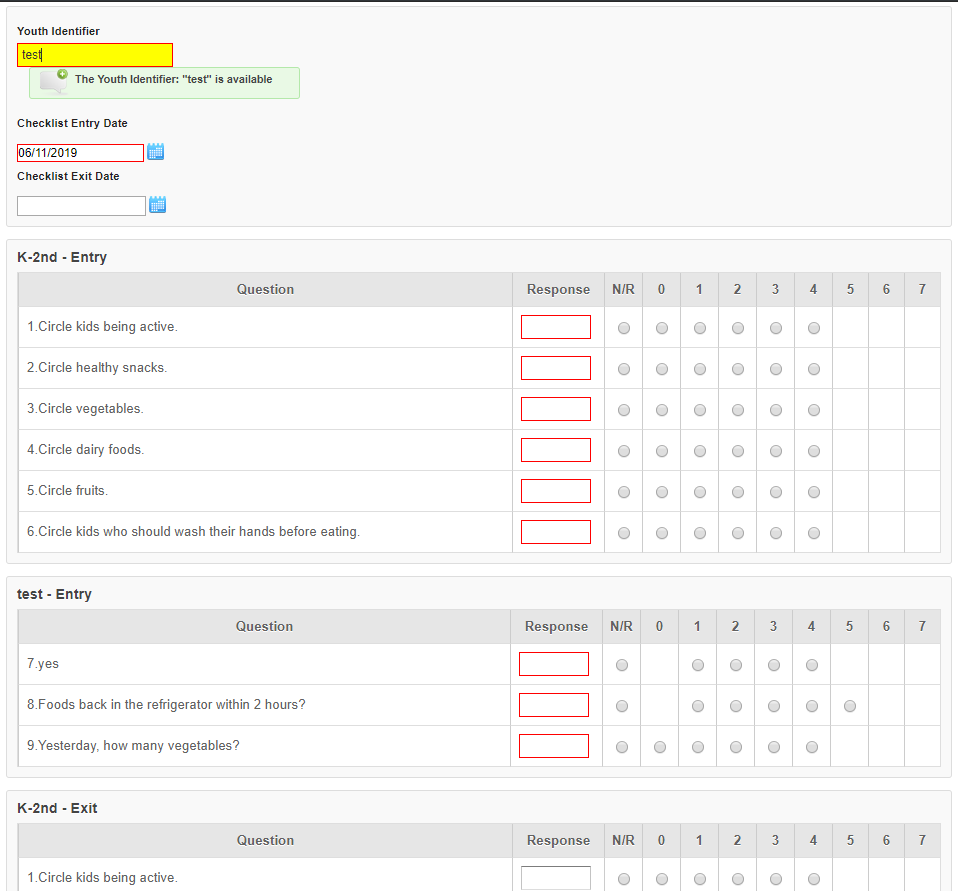 Youth Identifier
test
The Youth Identifier: "test" is available
Checklist Entry Date
06/11/2019
Checklist Exit Date
K-2nd - Entry
Question Response N/R 0 1 2 3 4 5 6 7
1.Circle kids being active.
2.Circle healthy snacks.
3.Circle vegetables.
4.Circle dairy foods.
5.Circle fruits.
6.Circle kids who should wash their hands before eating.
test - Entry
Question Response N/R 0 1 2 3 4 5 6 7
7.yes
8.Foods back in the refrigerator within 2 hours?
9.Yesterday, how many vegetables?
K-2nd - Exit
Question Response N/R 0 1 2 3 4 5 6 7
1.Circle kids being active.